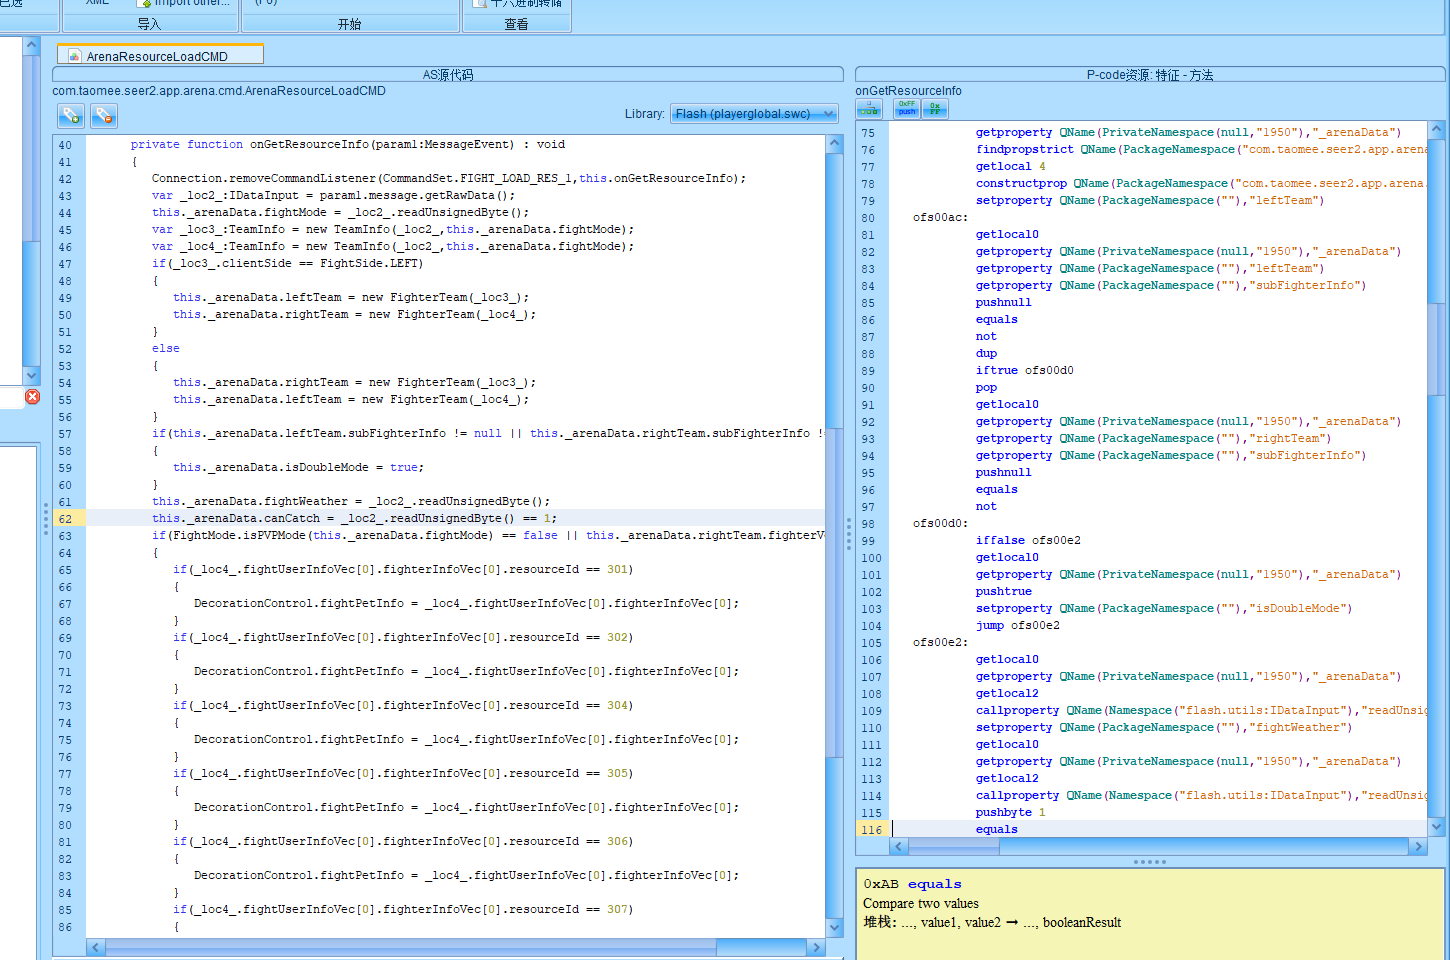 已选
XML
Import other...
(F6)
十六进制转储
导入
开始
查看
ArenaResourceLoadCMD
AS源代码
com.taomee.seer2.app.arena.cmd.ArenaResourceLoadCMD
Library: Flash (playerglobal.swc)
40 private function onGetResourceInfo(param1:MessageEvent) : void
41 {
42 Connection.removeCommandListener(CommandSet.FIGHT_LOAD_RES_1,this.onGetResourceInfo);
43 var _loc2_:IDataInput = param1.message.getRawData();
44 this._arenaData.fightMode = _loc2_.readUnsignedByte();
45 var _loc3_:TeamInfo = new TeamInfo(_loc2_,this._arenaData.fightMode);
46 var _loc4_:TeamInfo = new TeamInfo(_loc2_,this._arenaData.fightMode);
47 if(_loc3_.clientSide == FightSide.LEFT)
48 {
49 this._arenaData.leftTeam = new FighterTeam(_loc3_);
50 this._arenaData.rightTeam = new FighterTeam(_loc4_);
51 }
52 else
53 {
54 this._arenaData.rightTeam = new FighterTeam(_loc3_);
55 this._arenaData.leftTeam = new FighterTeam(_loc4_);
56 }
57 if(this._arenaData.leftTeam.subFighterInfo != null || this._arenaData.rightTeam.subFighterInfo !
58 {
59 this._arenaData.isDoubleMode = true;
60 }
61 this._arenaData.fightWeather = _loc2_.readUnsignedByte();
62 this._arenaData.canCatch = _loc2_.readUnsignedByte() == 1;
63 if(FightMode.isPVPMode(this._arenaData.fightMode) == false || this._arenaData.rightTeam.fighterV
64 {
65 if(_loc4_.fightUserInfoVec[0].fighterInfoVec[0].resourceId == 301)
66 {
67 DecorationControl.fightPetInfo = _loc4_.fightUserInfoVec[0].fighterInfoVec[0];
68 }
69 if(_loc4_.fightUserInfoVec[0].fighterInfoVec[0].resourceId == 302)
70 {
71 DecorationControl.fightPetInfo = _loc4_.fightUserInfoVec[0].fighterInfoVec[0];
72 }
73 if(_loc4_.fightUserInfoVec[0].fighterInfoVec[0].resourceId == 304)
74 {
75 DecorationControl.fightPetInfo = _loc4_.fightUserInfoVec[0].fighterInfoVec[0];
76 }
77 if(_loc4_.fightUserInfoVec[0].fighterInfoVec[0].resourceId == 305)
78 {
79 DecorationControl.fightPetInfo = _loc4_.fightUserInfoVec[0].fighterInfoVec[0];
80 }
81 if(_loc4_.fightUserInfoVec[0].fighterInfoVec[0].resourceId == 306)
82 {
83 DecorationControl.fightPetInfo = _loc4_.fightUserInfoVec[0].fighterInfoVec[0];
84 }
85 if(_loc4_.fightUserInfoVec[0].fighterInfoVec[0].resourceId == 307)
86 {
P-code资源: 特征 - 方法
onGetResourceInfo
0xFF push
0x FF
75 getproperty QName(PrivateNamespace(null,"1950"),"_arenaData")
76 findpropstrict QName(PackageNamespace("com.taomee.seer2.app.arena
77 getlocal 4
78 constructprop QName(PackageNamespace("com.taomee.seer2.app.arena.
79 setproperty QName(PackageNamespace(""),"leftTeam")
80 ofs00ac:
81 getlocal0
82 getproperty QName(PrivateNamespace(null,"1950"),"_arenaData")
83 getproperty QName(PackageNamespace(""),"leftTeam")
84 getproperty QName(PackageNamespace(""),"subFighterInfo")
85 pushnull
86 equals
87 not
88 dup
89 iftrue ofs00d0
90 pop
91 getlocal0
92 getproperty QName(PrivateNamespace(null,"1950"),"_arenaData")
93 getproperty QName(PackageNamespace(""),"rightTeam")
94 getproperty QName(PackageNamespace(""),"subFighterInfo")
95 pushnull
96 equals
97 not
98 ofs00d0:
99 iffalse ofs00e2
100 getlocal0
101 getproperty QName(PrivateNamespace(null,"1950"),"_arenaData")
102 pushtrue
103 setproperty QName(PackageNamespace(""),"isDoubleMode")
104 jump ofs00e2
105 ofs00e2:
106 getlocal0
107 getproperty QName(PrivateNamespace(null,"1950"),"_arenaData")
108 getlocal2
109 callproperty QName(Namespace("flash.utils:IDataInput"),"readUnsig
110 setproperty QName(PackageNamespace(""),"fightWeather")
111 getlocal0
112 getproperty QName(PrivateNamespace(null,"1950"),"_arenaData")
113 getlocal2
114 callproperty QName(Namespace("flash.utils:IDataInput"),"readUnsig
115 pushbyte 1
116 equals
0xAB equals
Compare two values
堆栈: ..., value1, value2 → ..., booleanResult